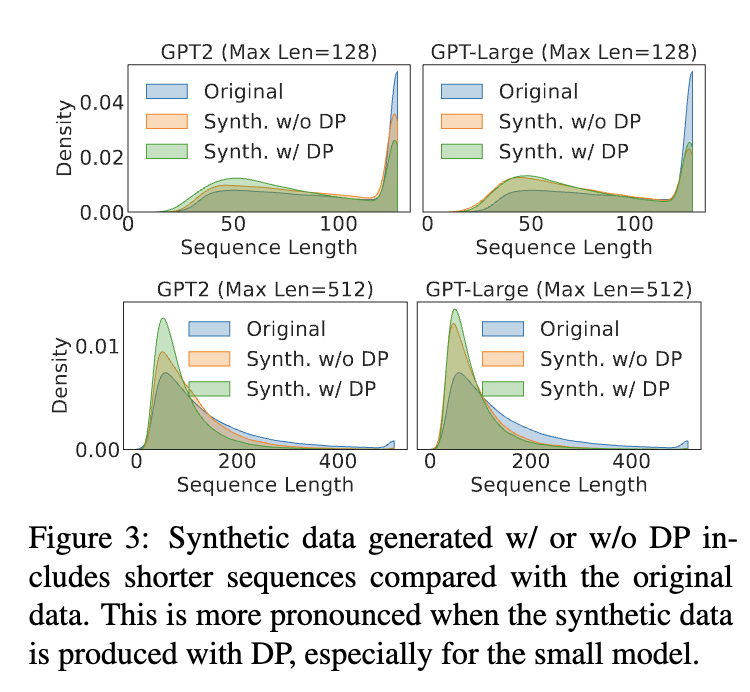 GPT2 (Max Len=128)
GPT-Large (Max Len=128)
Density
0.04
0.02
0.00
Original
Synth. w/o DP
Synth. w/ DP
Original
Synth. w/o DP
Synth. w/ DP
0
50
100
0
50
100
Sequence Length
Sequence Length
GPT2 (Max Len=512)
GPT-Large (Max Len=512)
Density
0.01
0.00
Original
Synth. w/o DP
Synth. w/ DP
Original
Synth. w/o DP
Synth. w/ DP
0
200
400
0
200
400
Sequence Length
Sequence Length
Figure 3: Synthetic data generated w/ or w/o DP in-
cludes shorter sequences compared with the original
data. This is more pronounced when the synthetic data
is produced with DP, especially for the small model.